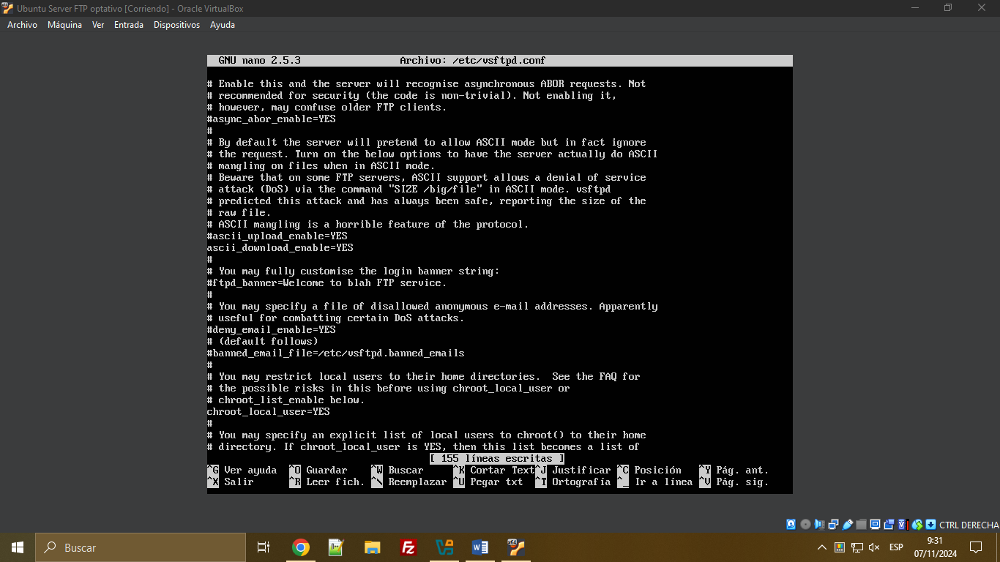 Ubuntu Server FTP optativo [Corriendo] - Oracle VirtualBox
Archivo Máquina Ver Entrada Dispositivos Ayuda
GNU nano 2.5.3 Archivo: /etc/vsftpd.conf
# Enable this and the server will recognise asynchronous ABOR requests. Not
# recommended for security (the code is non-trivial). Not enabling it,
# however, may confuse older FTP clients.
#async_abor_enable=YES
#
# By default the server will pretend to allow ASCII mode but in fact ignore
# the request. Turn on the below options to have the server actually do ASCII
# mangling on files when in ASCII mode.
# Beware that on some FTP servers, ASCII support allows a denial of service
# attack (DoS) via the command "SIZE /big/file" in ASCII mode. vsftpd
# predicted this attack and has always been safe, reporting the size of the
# raw file.
# ASCII mangling is a horrible feature of the protocol.
#ascii_upload_enable=YES
ascii_download_enable=YES
#
# You may fully customise the login banner string:
#ftpd_banner=Welcome to blah FTP service.
#
# You may specify a file of disallowed anonymous e-mail addresses. Apparently
# useful for combatting certain DoS attacks.
#deny_email_enable=YES
# (default follows)
#banned_email_file=/etc/vsftpd.banned_emails
#
# You may restrict local users to their home directories.  See the FAQ for
# the possible risks in this before using chroot_local_user or
# chroot_list_enable below.
chroot_local_user=YES
#
# You may specify an explicit list of local users to chroot() to their home
# directory. If chroot_local_user is YES, then this list becomes a list of
[ 155 líneas escritas ]
^G Ver ayuda ^O Guardar ^W Buscar ^K Cortar Text ^J Justificar ^C Posición ^Y Pág. ant.
^X Salir ^R Leer fich. ^\ Reemplazar ^U Pegar txt ^T Ortografía ^_ Ir a línea ^V Pág. sig.
CTRL DERECHA
Buscar
ESP
9:31
07/11/2024